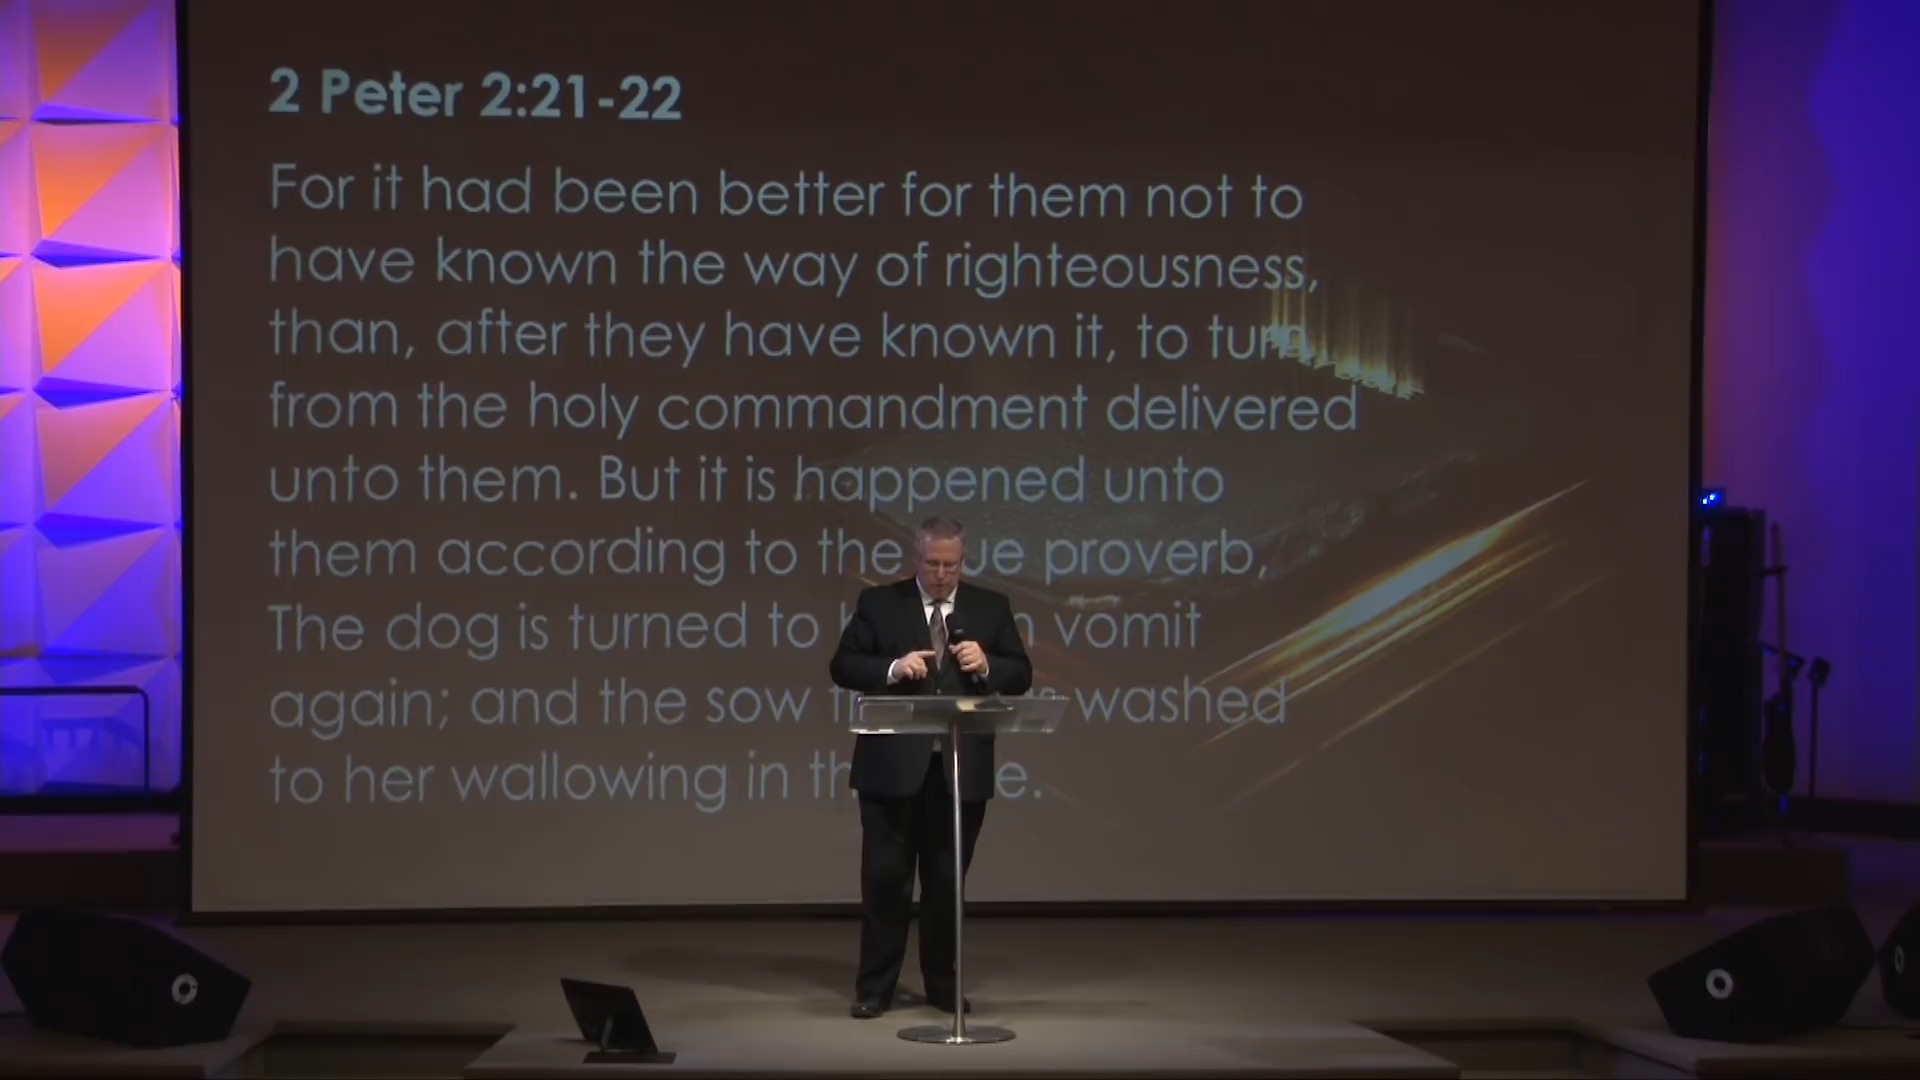 2 Peter 2:21-22
For it had been better for them not to
have known the way of righteousness,
than, after they have known it, to turn
from the holy commandment delivered
unto them. But it is happened unto
them according to the proverb,
The dog is turned to vomit
again; and the sow washed
to her wallowing in